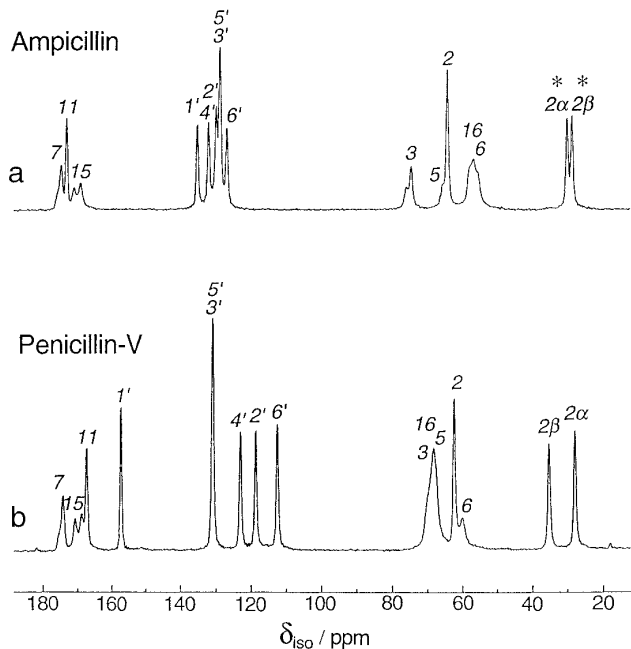 Ampicillin
a
7
11
15
1'
4'
2'
5'
3'
6'
3
5
2
16
6
* *
2α 2β
Penicillin-V
b
7
15
11
1'
5'
3'
4' 2' 6'
3
16
5
2
6
2β 2α
180 160 140 120 100 80 60 40 20
δiso / ppm